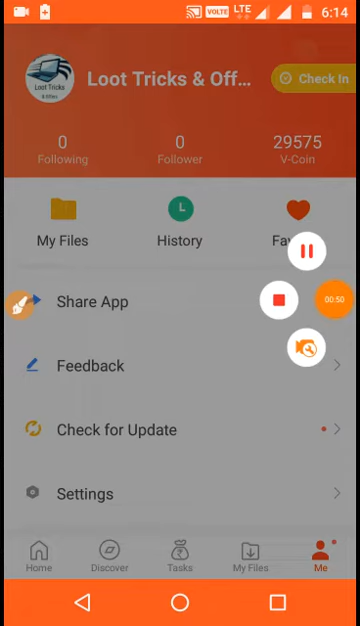 VOLTE LTE 6:14
Loot Tricks & Off...
Check In
Loot Tricks
& Offers
0 0 29575
Following Follower V-Coin
My Files History Fav
Share App
00:50
Feedback
Check for Update
Settings
Home Discover Tasks My Files Me